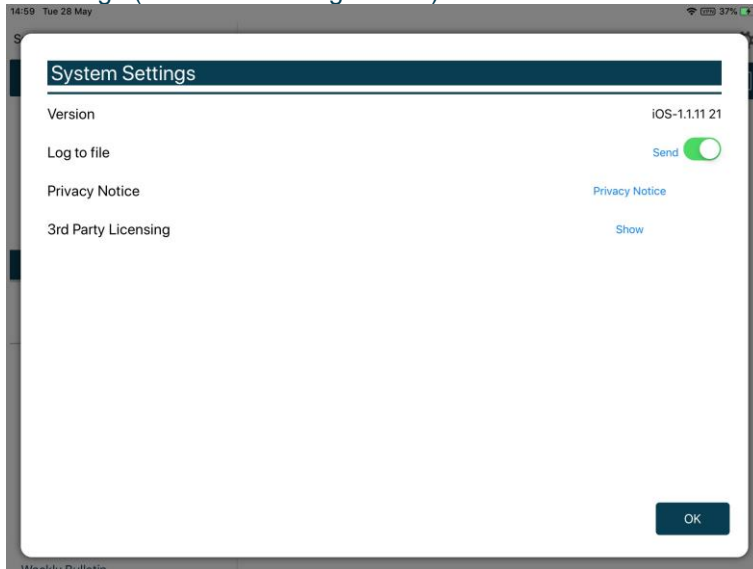 14:59 Tue 28 May
VPN 37%
System Settings
Version
iOS-1.1.11 21
Log to file
Send
Privacy Notice
Privacy Notice
3rd Party Licensing
Show
OK
Weekly Bulletin